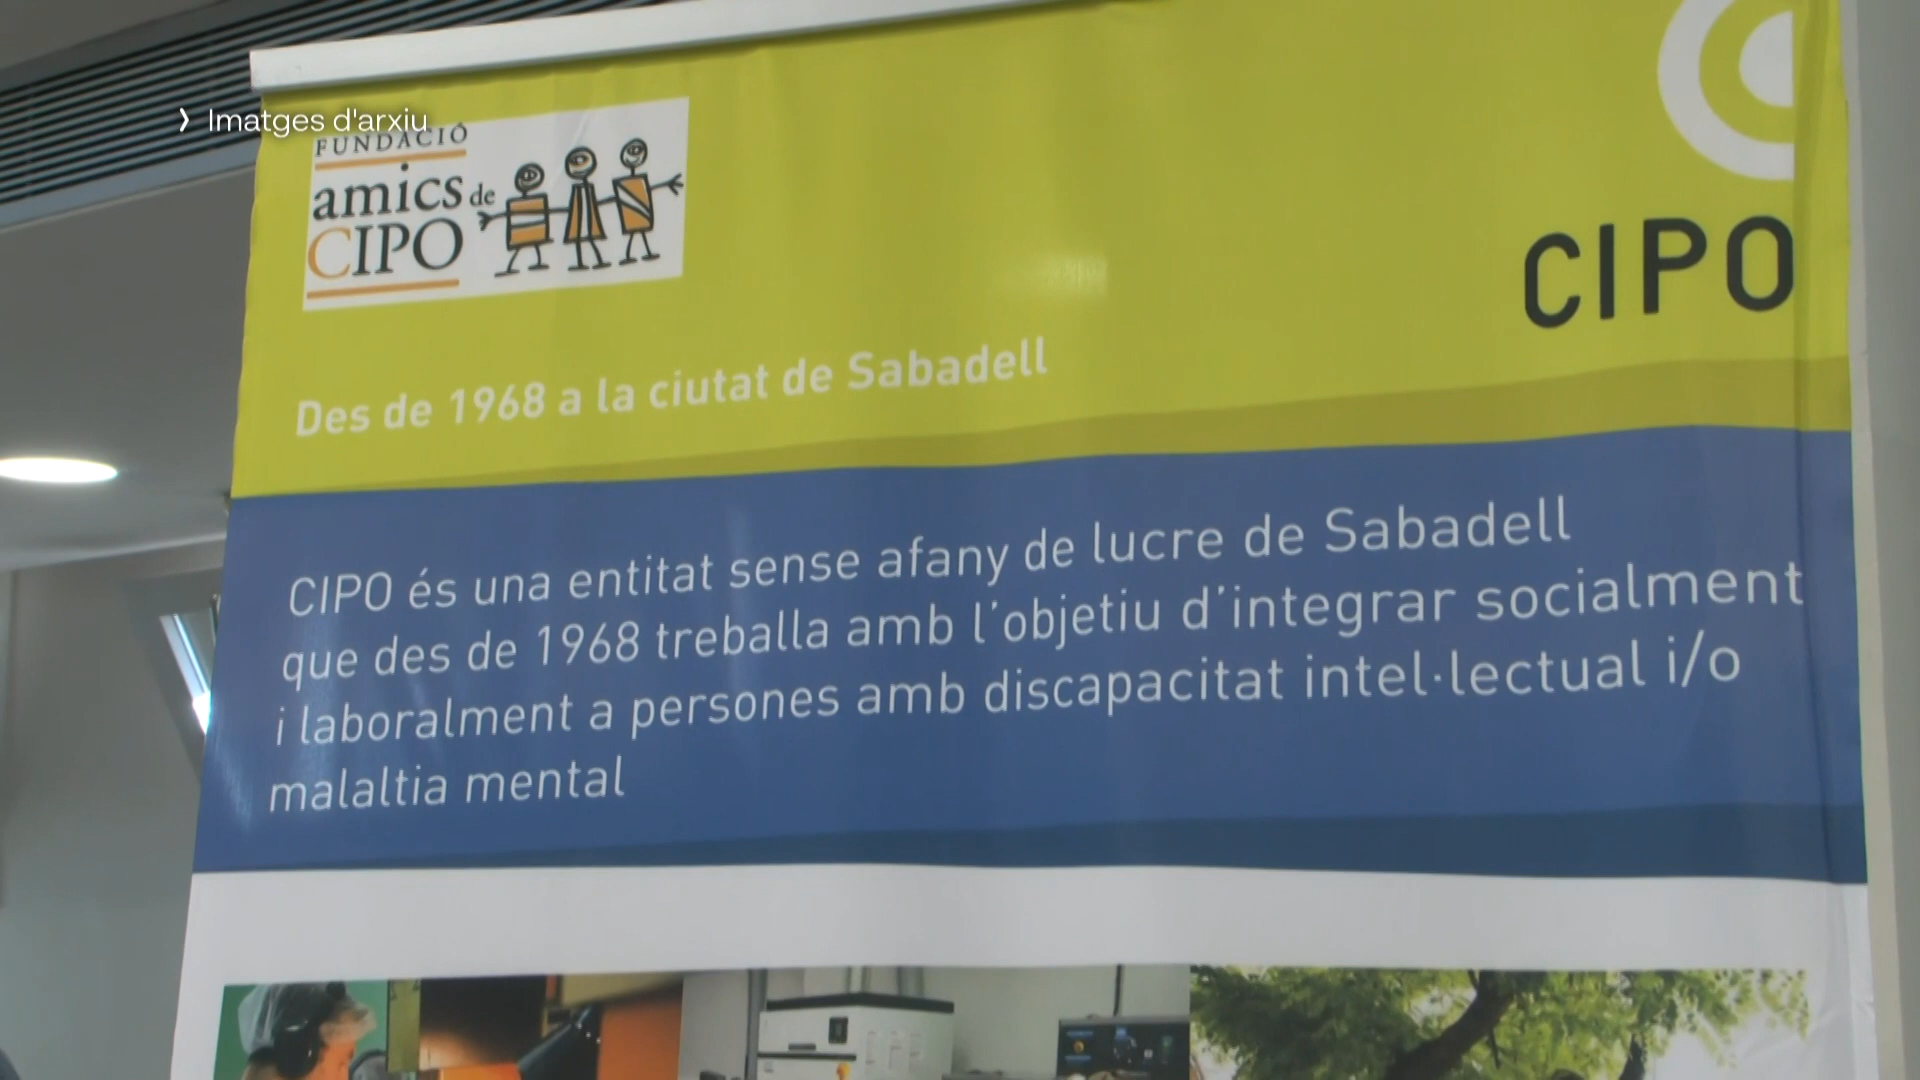 Imatges d'arxiu
FUNDACIÓ
amics de
CIPO
CIPO
Des de 1968 a la ciutat de Sabadell
CIPO és una entitat sense afany de lucre de Sabadell
que des de 1968 treballa amb l'objetiu d'integrar socialment
i laboralment a persones amb discapacitat intel·lectual i/o
malaltia mental